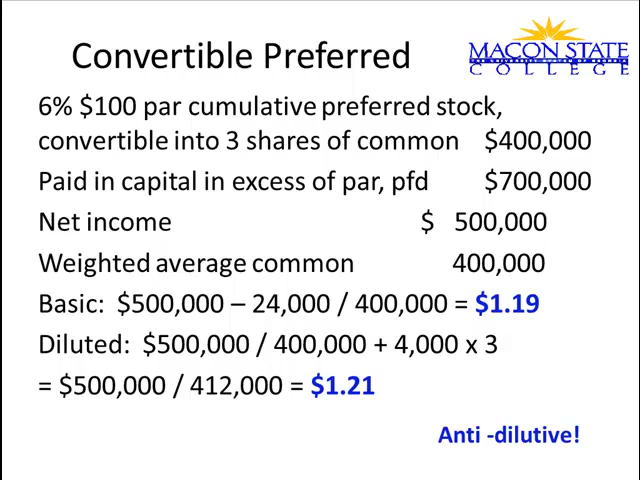 Convertible Preferred
MACON STATE
COLLEGE
6% $100 par cumulative preferred stock,
convertible into 3 shares of common $400,000
Paid in capital in excess of par, pfd $700,000
Net income $ 500,000
Weighted average common 400,000
Basic: $500,000 – 24,000 / 400,000 = $1.19
Diluted: $500,000 / 400,000 + 4,000 x 3
= $500,000 / 412,000 = $1.21
Anti -dilutive!